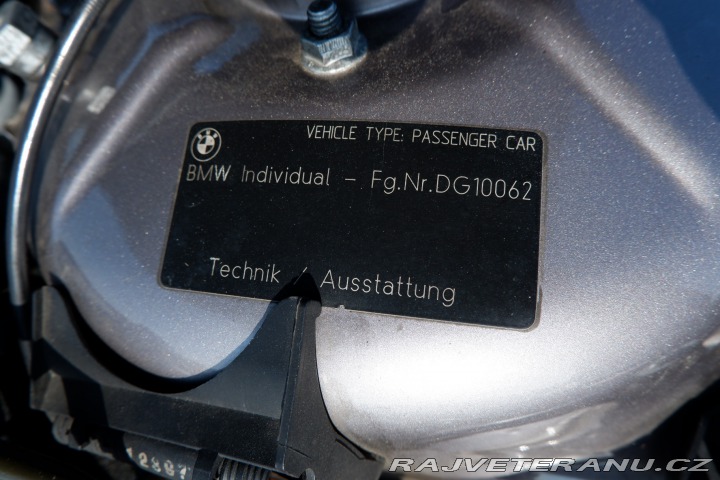 VEHICLE TYPE: PASSENGER CAR
BMW Individual - Fg.Nr.DG10062
Technik / Ausstattung
RAJVETERANU.CZ